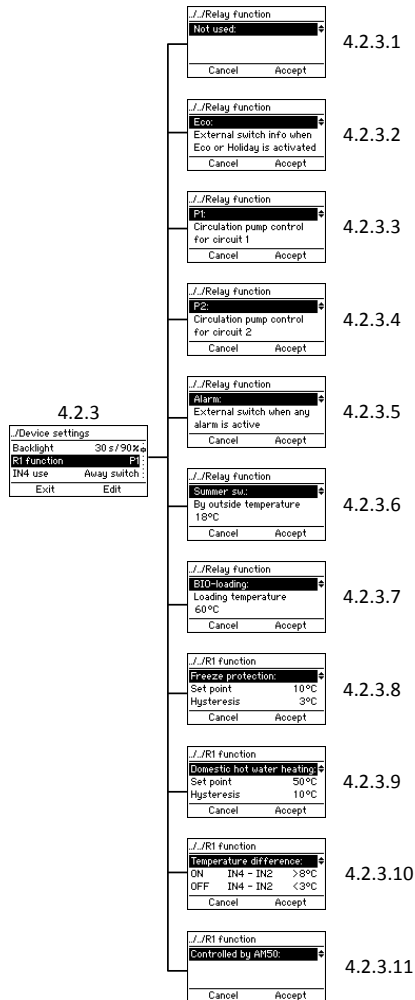 ../../Relay function
Not used:
Cancel Accept
4.2.3.1
../../Relay function
Eco:
External switch info when
Eco or Holiday is activated
Cancel Accept
4.2.3.2
../../Relay function
P1:
Circulation pump control
for circuit 1
Cancel Accept
4.2.3.3
../../Relay function
P2:
Circulation pump control
for circuit 2
Cancel Accept
4.2.3.4
4.2.3
../Device settings
Backlight 30 s/90%
R1 function P1
IN4 use Away switch
Exit Edit
../../Relay function
Alarm:
External switch when any
alarm is active
Cancel Accept
4.2.3.5
../../Relay function
Summer sw.:
By outside temperature
18°C
Cancel Accept
4.2.3.6
../../Relay function
BIO-loading:
Loading temperature
60°C
Cancel Accept
4.2.3.7
../../R1 function
Freeze protection:
Set point 10°C
Hysteresis 3°C
Cancel Accept
4.2.3.8
../../R1 function
Domestic hot water heating:
Set point 50°C
Hysteresis 10°C
Cancel Accept
4.2.3.9
../../R1 function
Temperature difference:
ON IN4 - IN2 >8°C
OFF IN4 - IN2 <3°C
Cancel Accept
4.2.3.10
../../R1 function
Controlled by AM50:
Cancel Accept
4.2.3.11